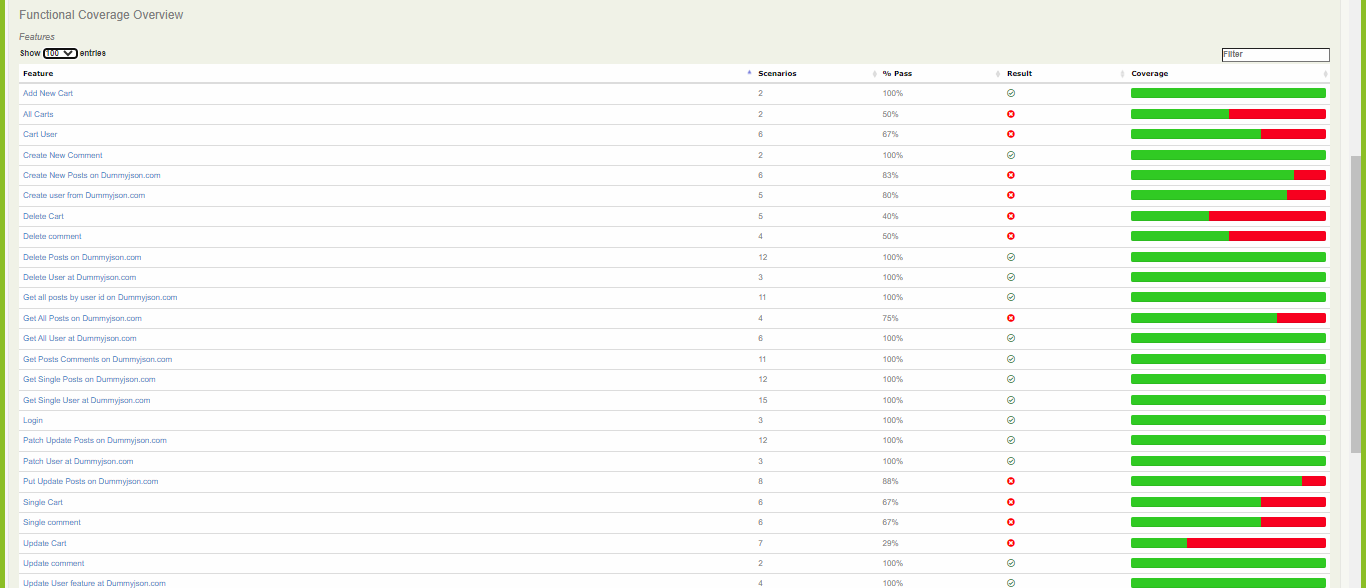 Functional Coverage Overview
Features
Show 100 entries
Filter
Feature Scenarios % Pass Result Coverage
Add New Cart 2 100%
All Carts 2 50%
Cart User 6 67%
Create New Comment 2 100%
Create New Posts on Dummyjson.com 6 83%
Create user from Dummyjson.com 5 80%
Delete Cart 5 40%
Delete comment 4 50%
Delete Posts on Dummyjson.com 12 100%
Delete User at Dummyjson.com 3 100%
Get all posts by user id on Dummyjson.com 11 100%
Get All Posts on Dummyjson.com 4 75%
Get All User at Dummyjson.com 6 100%
Get Posts Comments on Dummyjson.com 11 100%
Get Single Posts on Dummyjson.com 12 100%
Get Single User at Dummyjson.com 15 100%
Login 3 100%
Patch Update Posts on Dummyjson.com 12 100%
Patch User at Dummyjson.com 3 100%
Put Update Posts on Dummyjson.com 8 88%
Single Cart 6 67%
Single comment 6 67%
Update Cart 7 29%
Update comment 2 100%
Update User feature at Dummyjson.com 4 100%